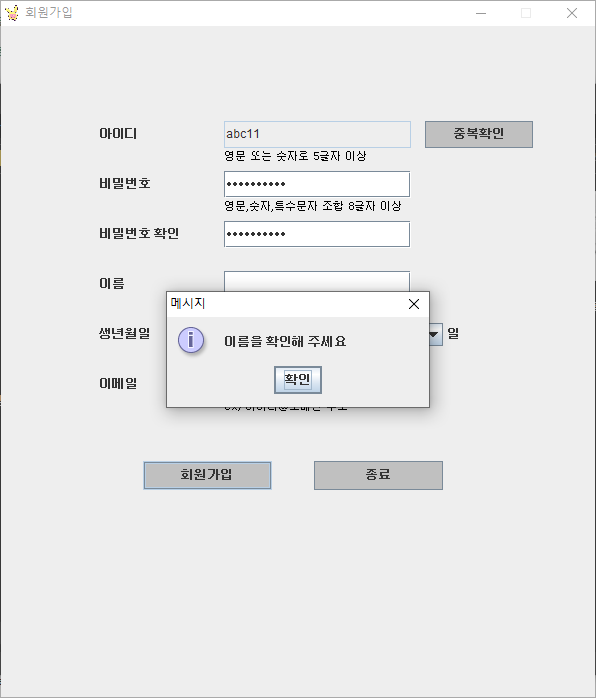 회원가입
아이디 abc11 중복확인
영문 또는 숫자로 5글자 이상
비밀번호 ••••••••••
영문,숫자,특수문자 조합 8글자 이상
비밀번호 확인 ••••••••••
이름
메시지
생년월일 일
이름을 확인해 주세요
확인
이메일
회원가입 종료